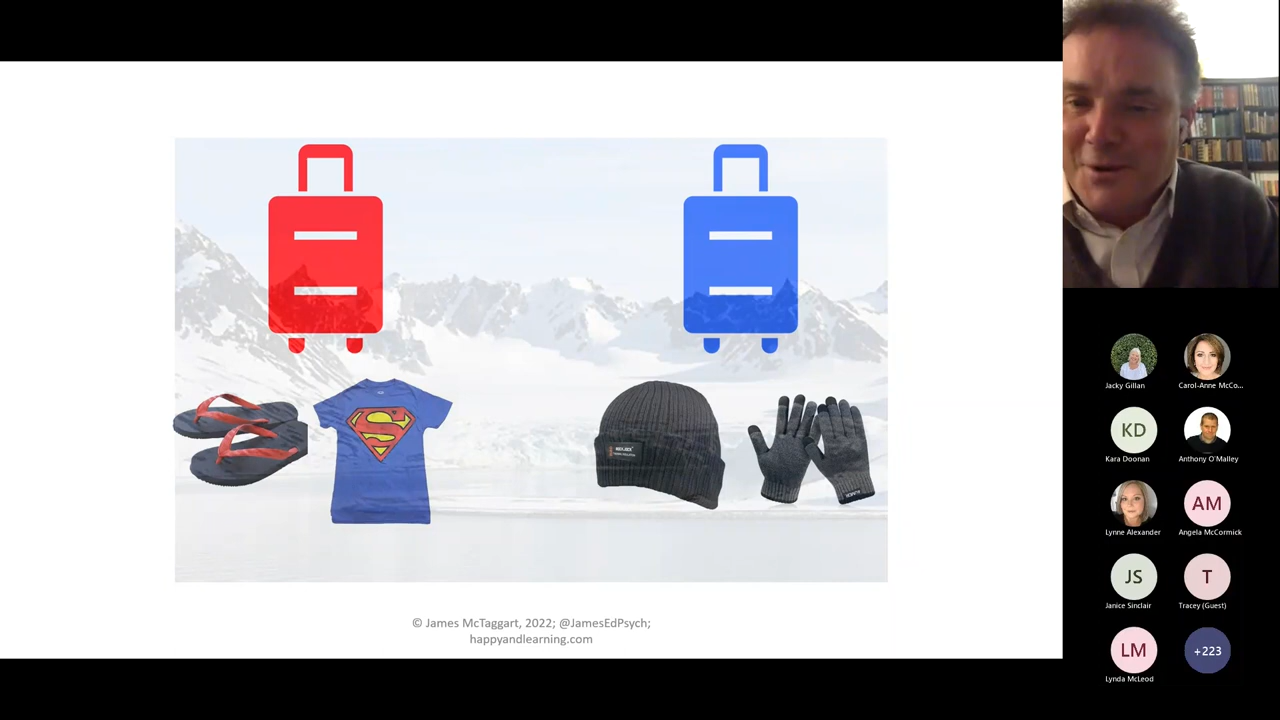 © James McTaggart, 2022; @JamesEdPsych;
happyandlearning.com
Jacky Gillan
Carol-Anne McCo...
KD
Kara Doonan
Anthony O'Malley
Lynne Alexander
AM
Angela McCormick
JS
Janice Sinclair
T
Tracey (Guest)
LM
Lynda McLeod
+223